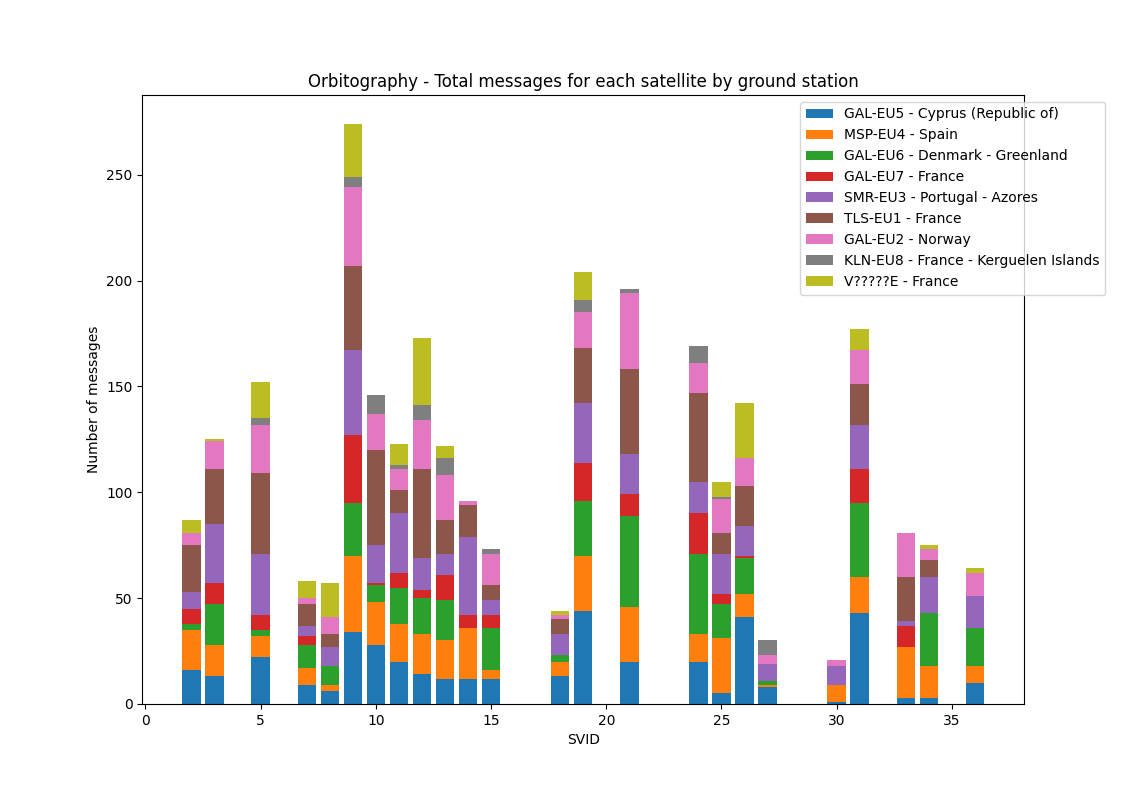 Orbitography - Total messages for each satellite by ground station
GAL-EU5 - Cyprus (Republic of)
MSP-EU4 - Spain
GAL-EU6 - Denmark - Greenland
GAL-EU7 - France
SMR-EU3 - Portugal - Azores
TLS-EU1 - France
GAL-EU2 - Norway
KLN-EU8 - France - Kerguelen Islands
V?????E - France
Number of messages
250
200
150
100
50
0
0 5 10 15 20 25 30 35
SVID